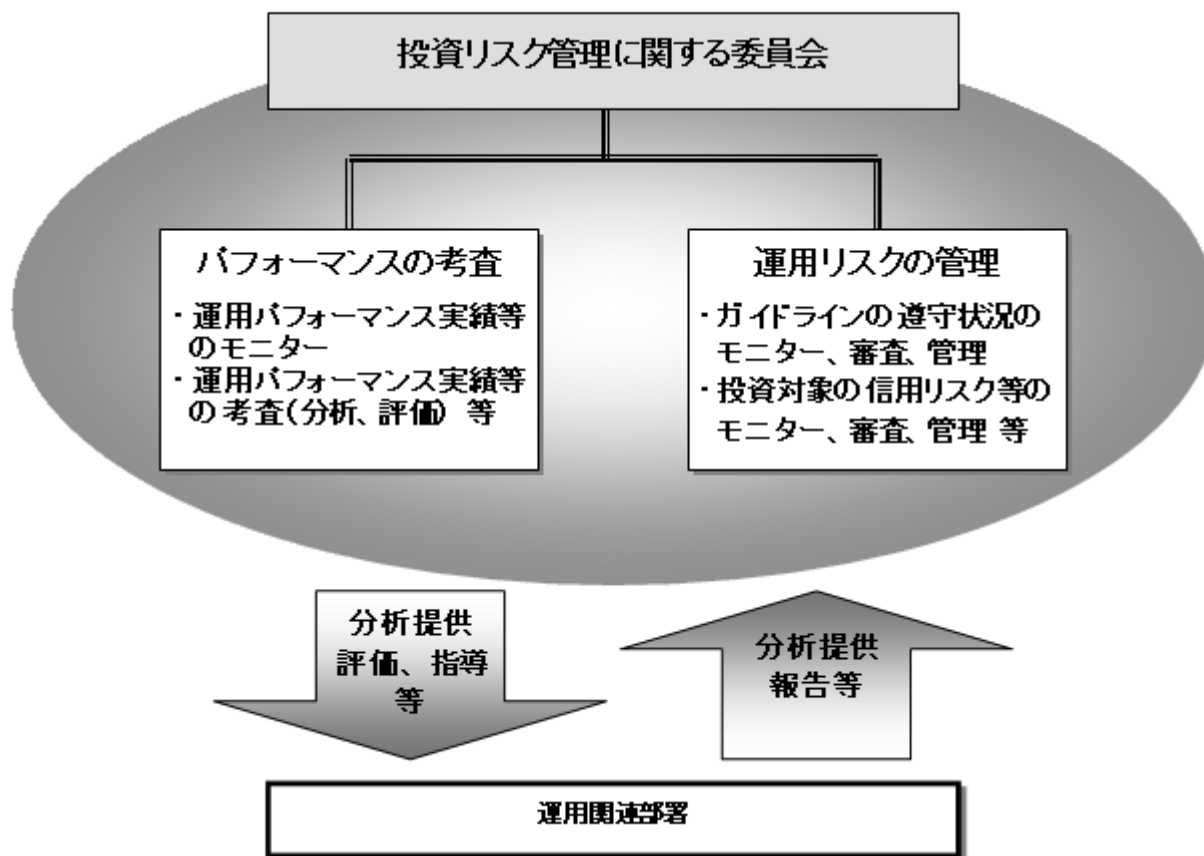 投資リスク管理に関する委員会
パフォーマンスの考査
・運用パフォーマンス実績等
のモニター
・運用パフォーマンス実績等
の考査(分析、評価) 等
運用リスクの管理
・ガイドラインの遵守状況の
モニター、審査、管理
・投資対象の信用リスク等の
モニター、審査、管理 等
分析提供
評価、指導
等
分析提供
報告等
運用関連部署